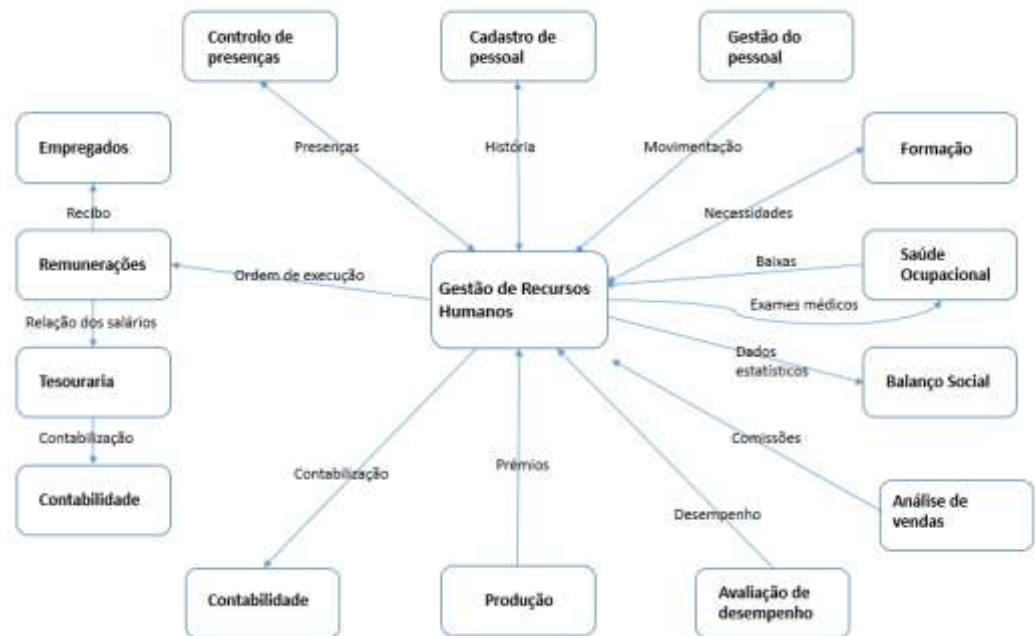 Controlo de
presenças
Cadastro de
pessoal
Gestão do
pessoal
Empregados
Presenças
História
Movimentação
Formação
Recibo
Necessidades
Remunerações
Ordem de execução
Gestão de Recursos
Humanos
Baixas
Saúde
Ocupacional
Exames médicos
Relação dos salários
Dados
estatísticos
Tesouraria
Balanço Social
Contabilização
Comissões
Contabilização
Prémios
Contabilidade
Desempenho
Análise de
vendas
Contabilidade
Produção
Avaliação de
desempenho